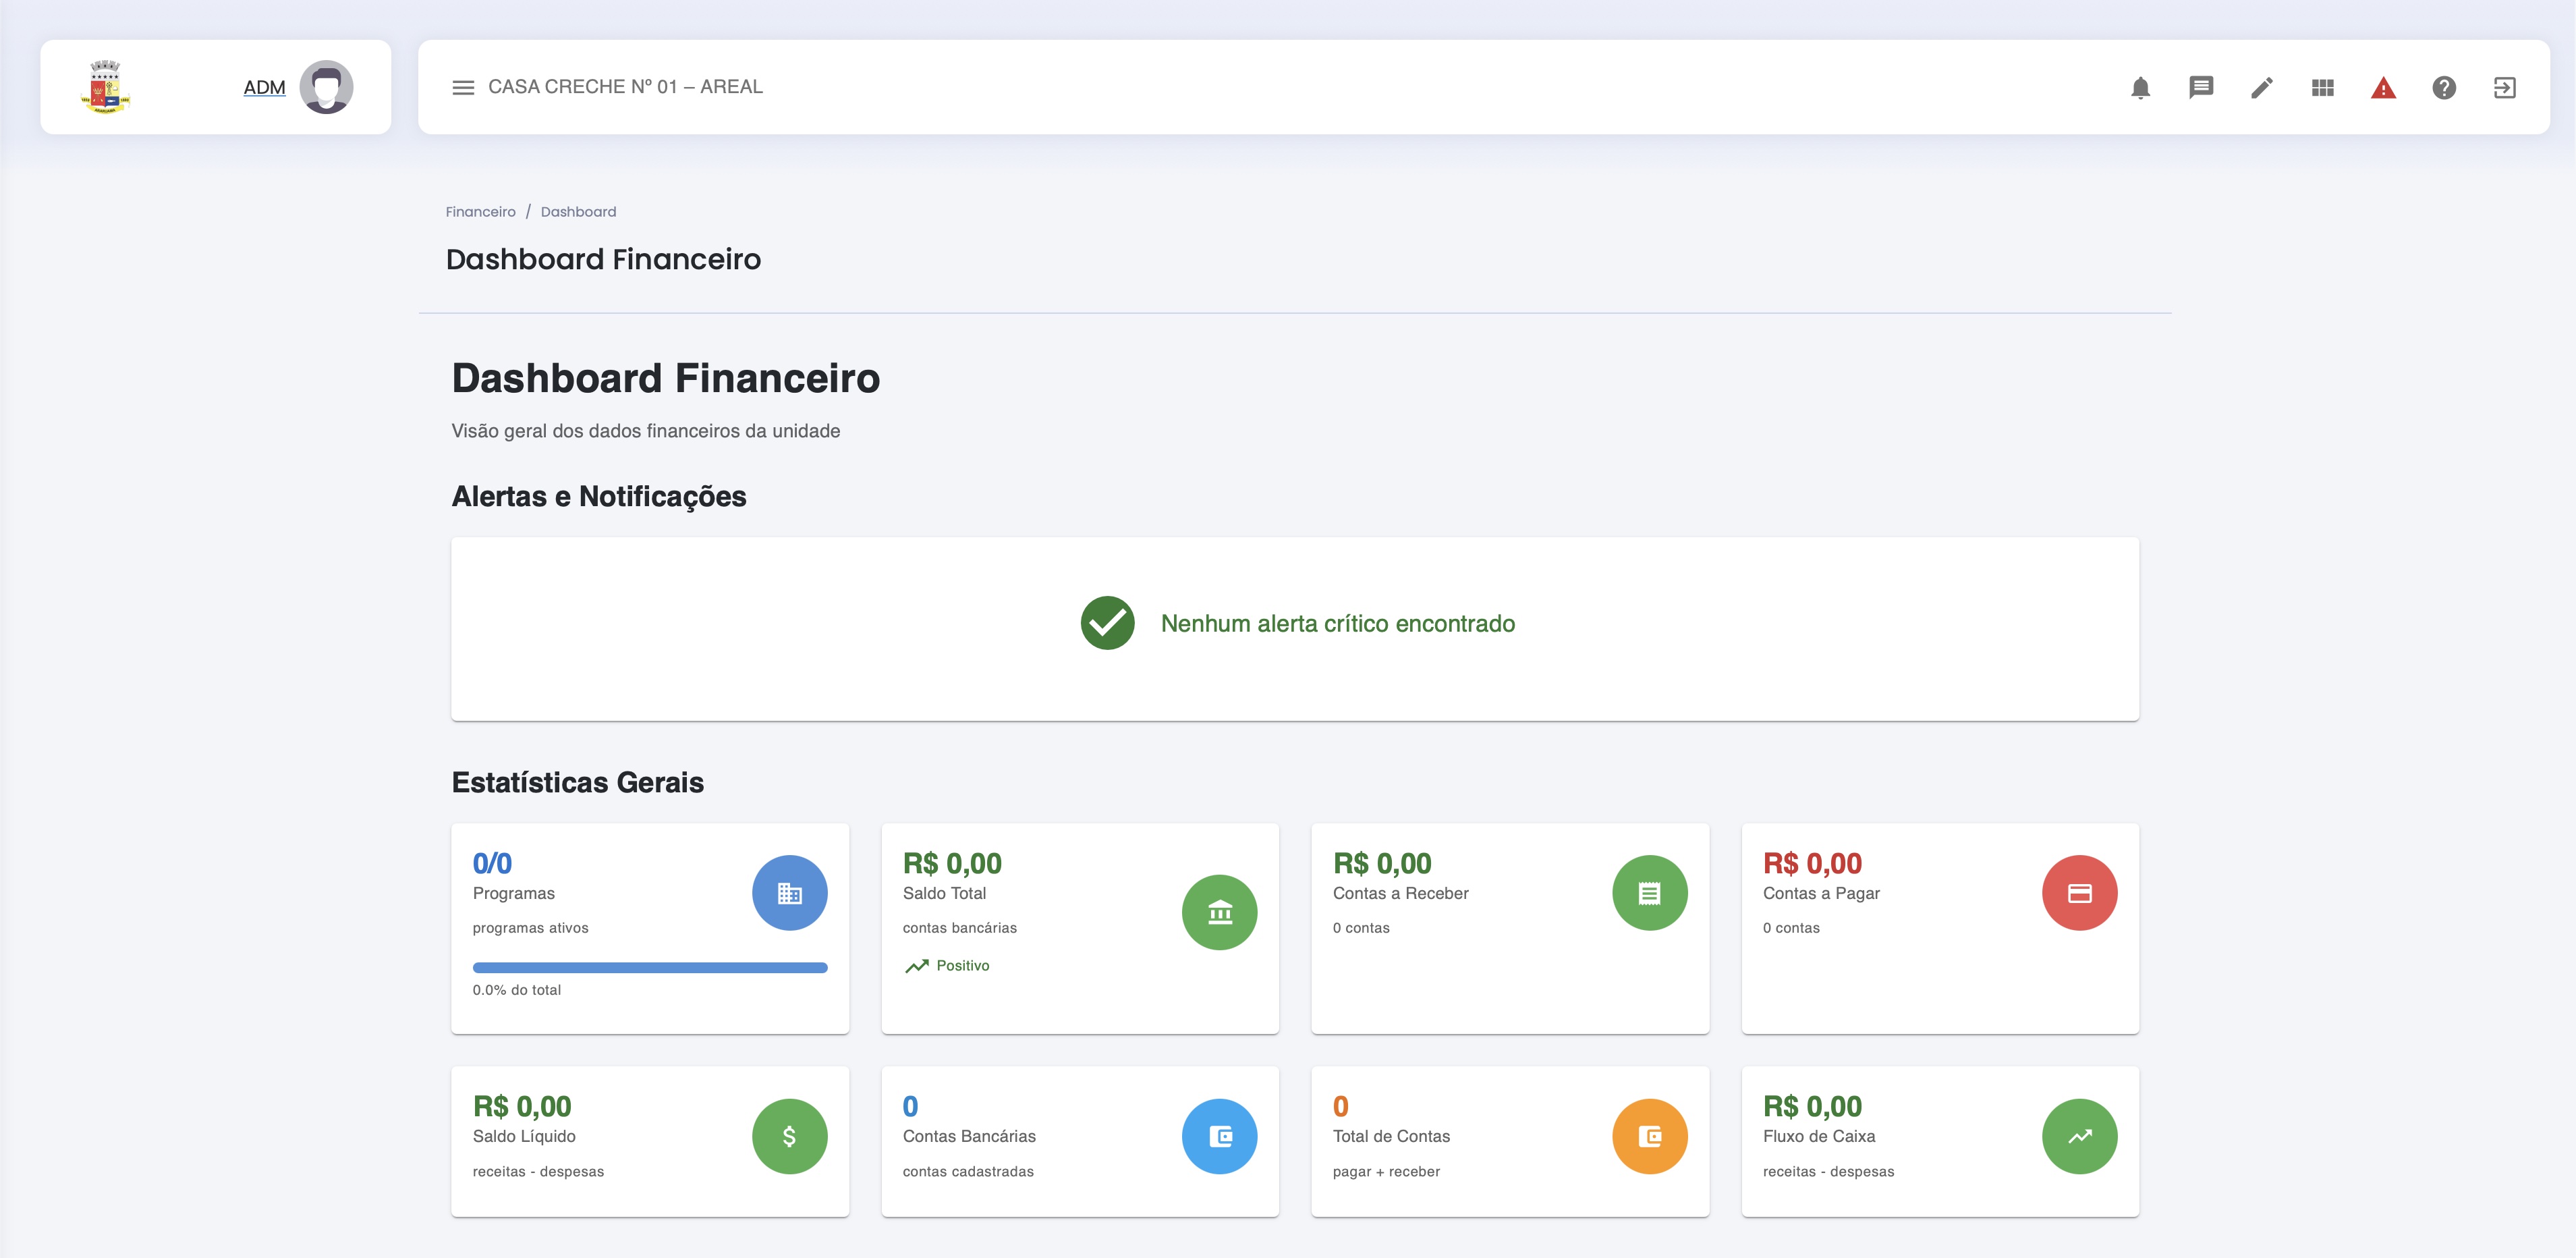 ADM
CASA CRECHE Nº 01 – AREAL
Financeiro / Dashboard
Dashboard Financeiro
Dashboard Financeiro
Visão geral dos dados financeiros da unidade
Alertas e Notificações
Nenhum alerta crítico encontrado
Estatísticas Gerais
0/0
Programas
programas ativos
0.0% do total
R$ 0,00
Saldo Total
contas bancárias
Positivo
R$ 0,00
Contas a Receber
0 contas
R$ 0,00
Contas a Pagar
0 contas
R$ 0,00
Saldo Líquido
receitas - despesas
0
Contas Bancárias
contas cadastradas
0
Total de Contas
pagar + receber
R$ 0,00
Fluxo de Caixa
receitas - despesas